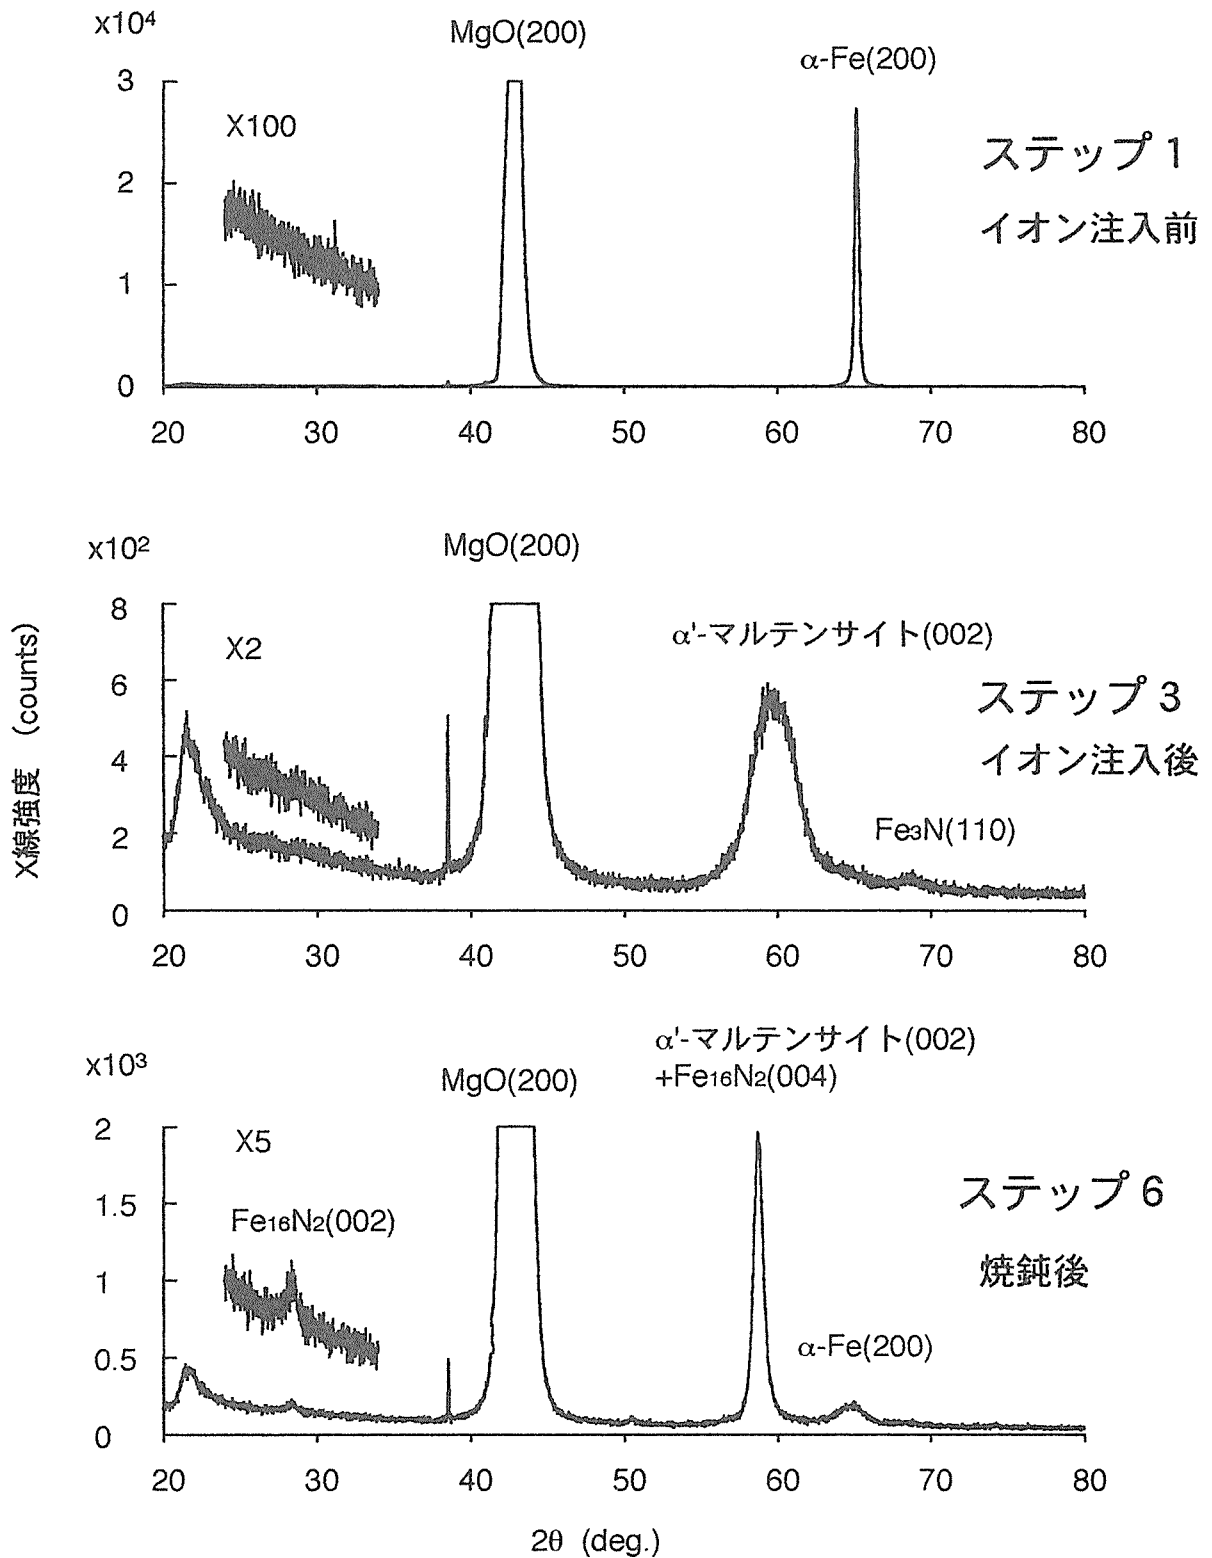 x10⁴
MgO(200)
α-Fe(200)
3
X100
ステップ 1
2
イオン注入前
1
0
20 30 40 50 60 70 80
x10²
MgO(200)
8
X2
α'-マルテンサイト(002)
6
ステップ 3
4
イオン注入後
2
Fe₃N(110)
0
20 30 40 50 60 70 80
X線強度 (counts)
x10³
MgO(200)
α'-マルテンサイト(002)
+Fe₁₆N₂(004)
2
X5
1.5
ステップ 6
Fe₁₆N₂(002)
1
焼鈍後
0.5
α-Fe(200)
0
20 30 40 50 60 70 80
2θ (deg.)